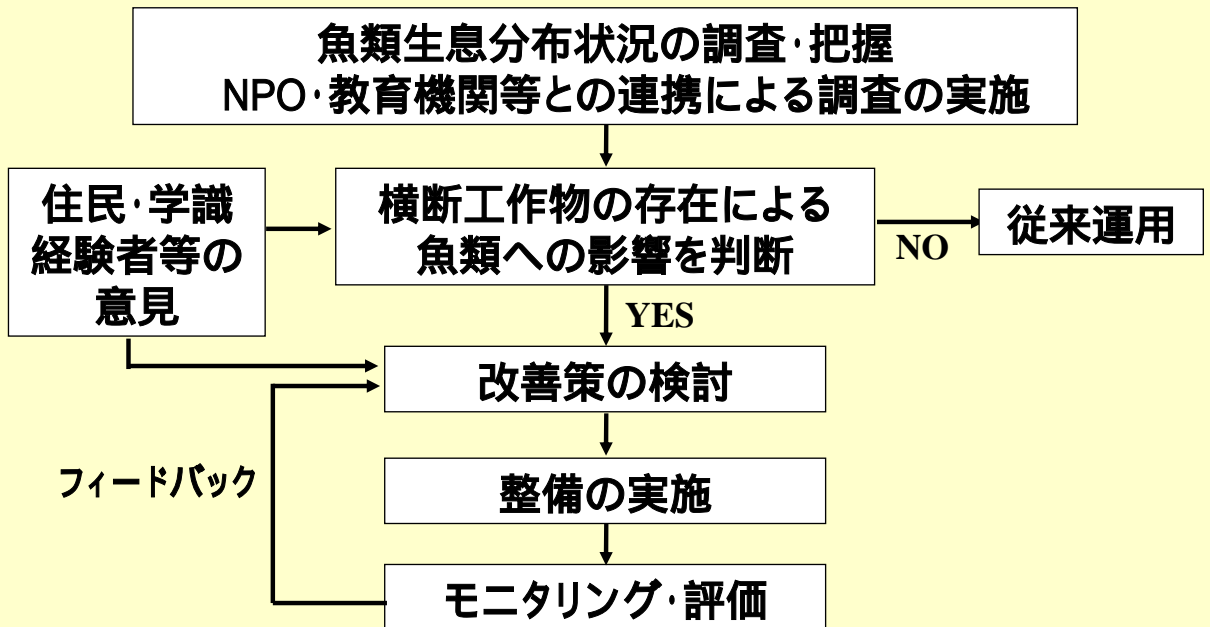 魚類生息分布状況の調査・把握
NPO・教育機関等との連携による調査の実施
住民・学識
経験者等の
意見
横断工作物の存在による
魚類への影響を判断
NO
従来運用
YES
改善策の検討
フィードバック
整備の実施
モニタリング・評価